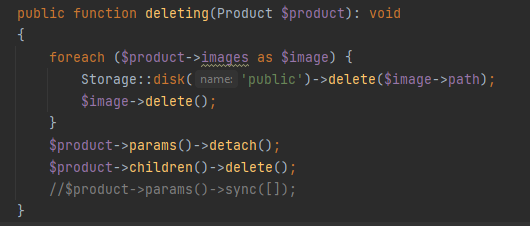 public function deleting(Product $product): void
{
foreach ($product->images as $image) {
Storage::disk( name: 'public')->delete($image->path);
$image->delete();
}
$product->params()->detach();
$product->children()->delete();
//$product->params()->sync([]);
}